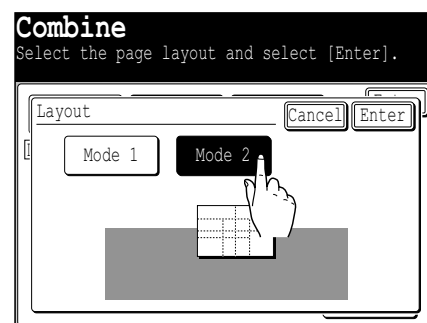 Combine
Select the page layout and select [Enter].
Layout
Cancel
Enter
Mode 1
Mode 2